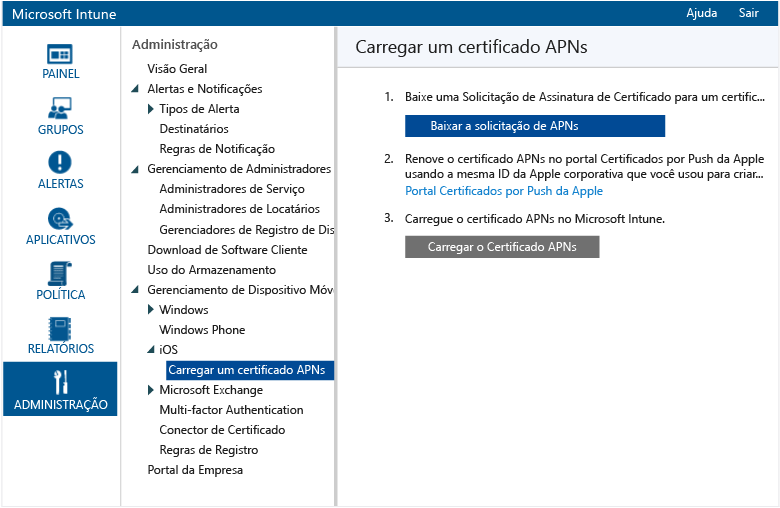 Microsoft Intune
Ajuda
Sair
PAINEL
GRUPOS
ALERTAS
APLICATIVOS
POLÍTICA
RELATÓRIOS
ADMINISTRAÇÃO
Administração
Visão Geral
Alertas e Notificações
Tipos de Alerta
Destinatários
Regras de Notificação
Gerenciamento de Administradores
Administradores de Serviço
Administradores de Locatários
Gerenciadores de Registro de Dis
Download de Software Cliente
Uso do Armazenamento
Gerenciamento de Dispositivo Móv
Windows
Windows Phone
iOS
Carregar um certificado APNs
Microsoft Exchange
Multi-factor Authentication
Conector de Certificado
Regras de Registro
Portal da Empresa
Carregar um certificado APNs
1. Baixe uma Solicitação de Assinatura de Certificado para um certific...
Baixar a solicitação de APNs
2. Renove o certificado APNs no portal Certificados por Push da Apple
usando a mesma ID da Apple corporativa que você usou para criar...
Portal Certificados por Push da Apple
3. Carregue o certificado APNs no Microsoft Intune.
Carregar o Certificado APNs